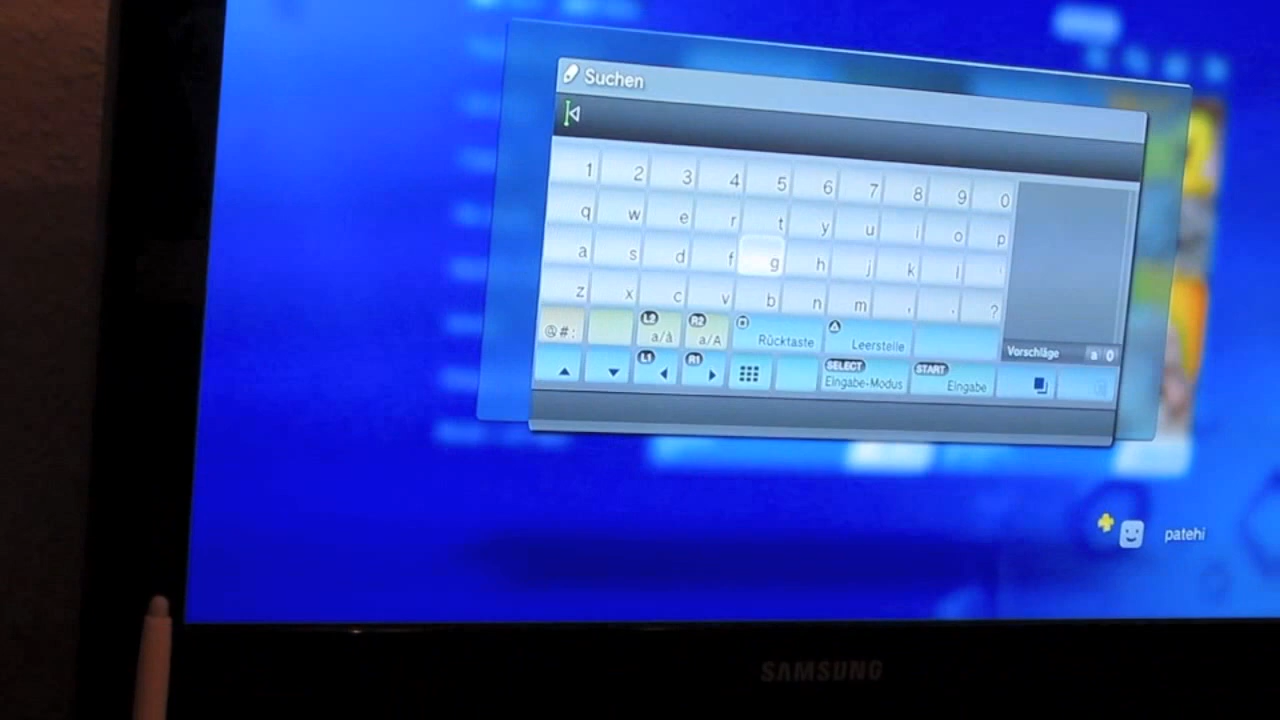 Suchen
1 2 3 4 5 6 7 8 9 0
q w e r t y u i o p
a s d f g h j k l '
z x c v b n m , . ?
@#: L2 a/à R2 a/A Rücktaste Leerstelle
Vorschläge a 0
L1 R1 SELECT Eingabe-Modus START Eingabe
patehi
SAMSUNG